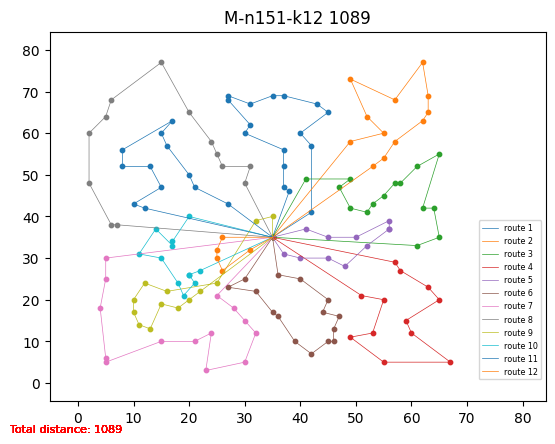 M-n151-k12 1089
80
70
60
50
40
30
20
10
0
route 1
route 2
route 3
route 4
route 5
route 6
route 7
route 8
route 9
route 10
route 11
route 12
0 10 20 30 40 50 60 70 80
Total distance: 1089